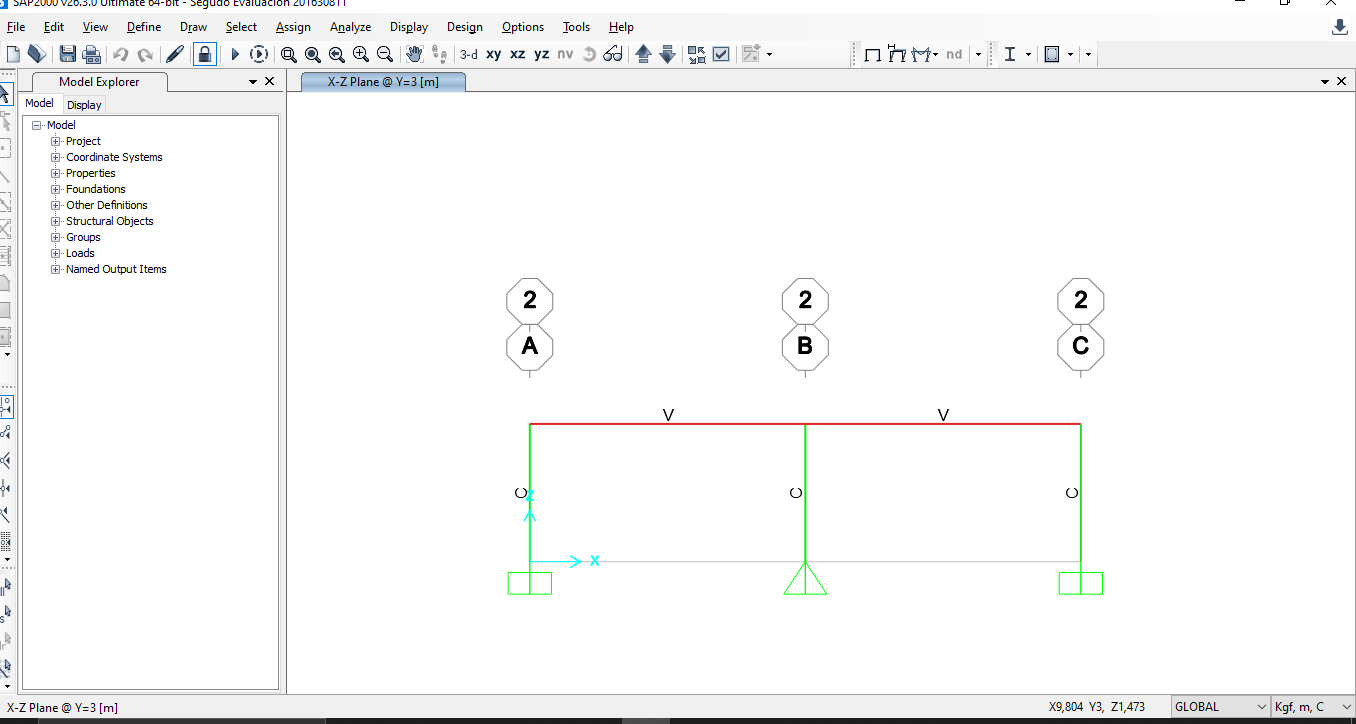 SAP2000 v26.3.0 Ultimate 64-bit - Segudo Evaluacion 201630811
File Edit View Define Draw Select Assign Analyze Display Design Options Tools Help
3-d xy xz yz nv nd
Model Explorer
X-Z Plane @ Y=3 [m]
Model Display
Model
Project
Coordinate Systems
Properties
Foundations
Other Definitions
Structural Objects
Groups
Loads
Named Output Items
2 2 2
A B C
V V
C C C
Z
X
X-Z Plane @ Y=3 [m]
X9,804 Y3, Z1,473
GLOBAL
Kgf, m, C